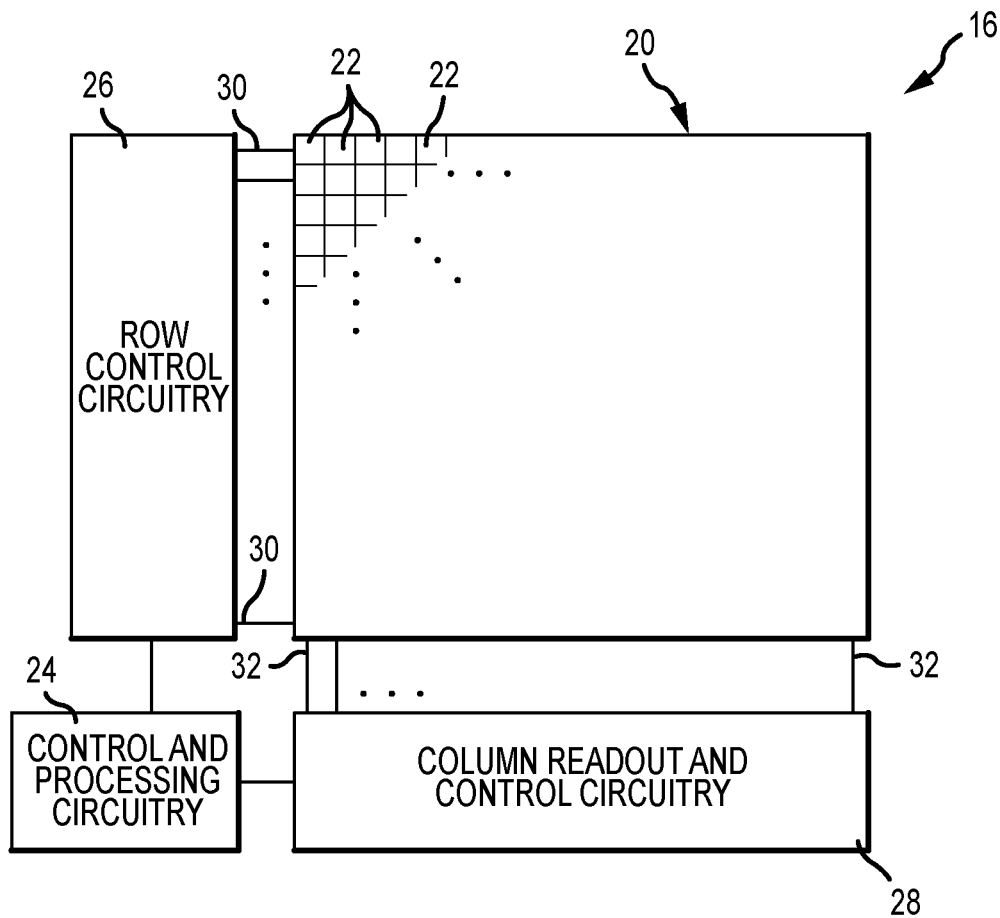 16
20
22
22
26
30
ROW
CONTROL
CIRCUITRY
30
32
32
24
CONTROL AND
PROCESSING
CIRCUITRY
COLUMN READOUT AND
CONTROL CIRCUITRY
28